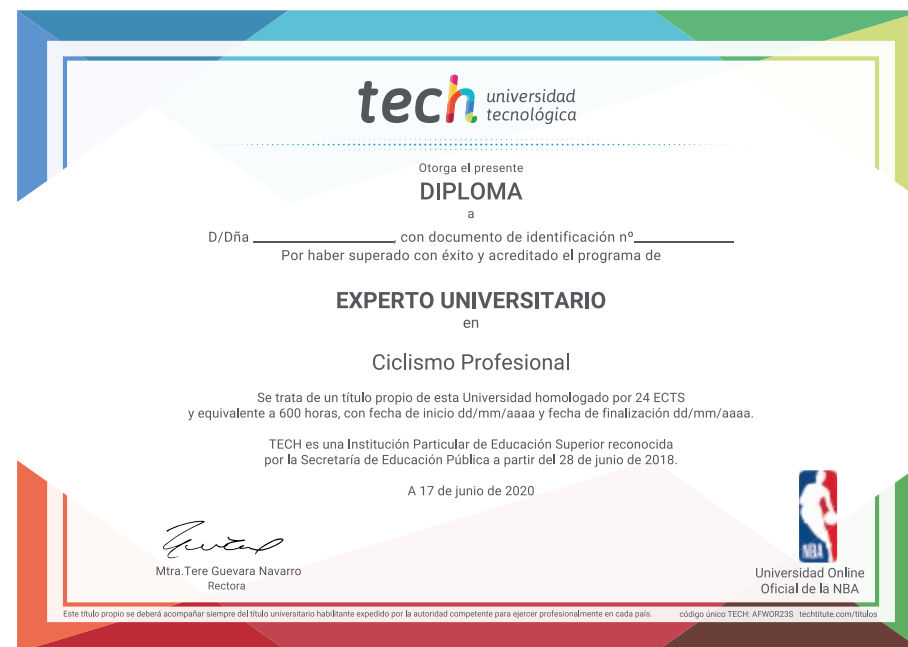 tech universidad
tecnológica
Otorga el presente
DIPLOMA
a
D/Dña ____________, con documento de identificación nº____________
Por haber superado con éxito y acreditado el programa de
EXPERTO UNIVERSITARIO
en
Ciclismo Profesional
Se trata de un título propio de esta Universidad homologado por 24 ECTS
y equivalente a 600 horas, con fecha de inicio dd/mm/aaaa y fecha de finalización dd/mm/aaaa.
TECH es una Institución Particular de Educación Superior reconocida
por la Secretaría de Educación Pública a partir del 28 de junio de 2018.
A 17 de junio de 2020
Mtra.Tere Guevara Navarro
Rectora
NBA
Universidad Online
Oficial de la NBA
Este título propio se deberá acompañar siempre del título universitario habilitante expedido por la autoridad competente para ejercer profesionalmente en cada país. código único TECH: AFWOR23S techtitute.com/titulos